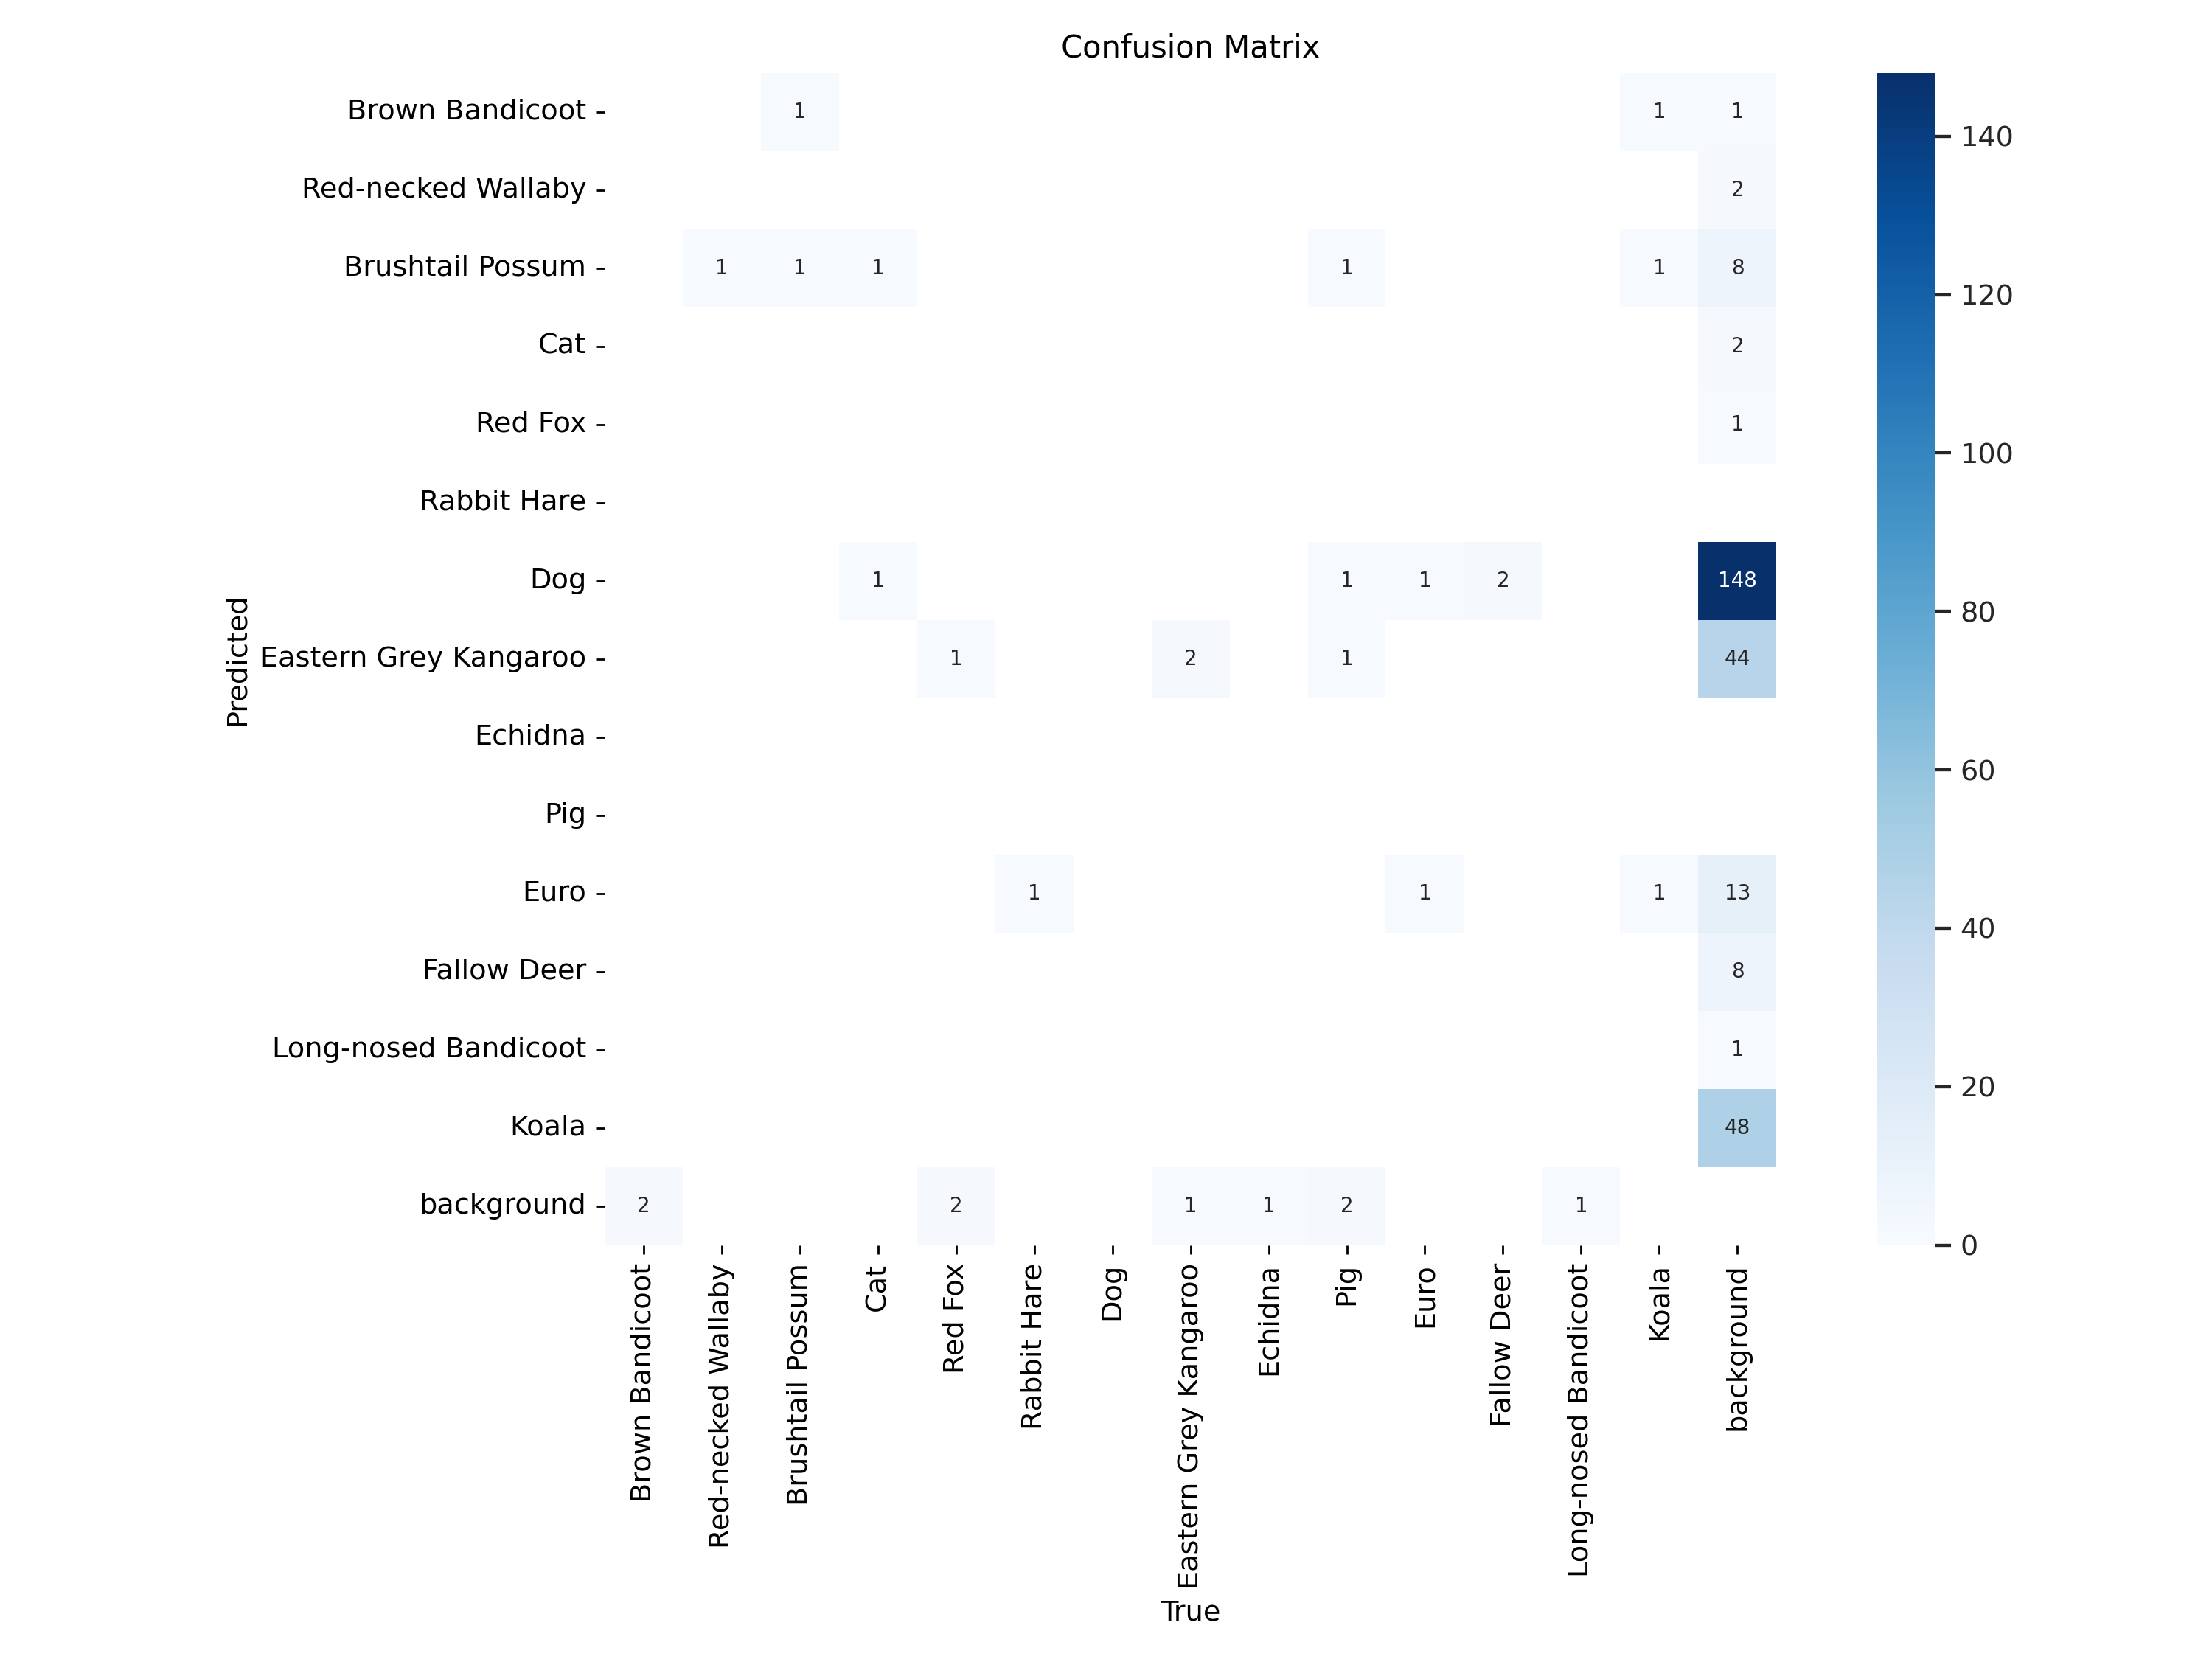 Confusion Matrix
Brown Bandicoot 1 1 1
Red-necked Wallaby 2
Brushtail Possum 1 1 1 1 1 8
Cat 2
Red Fox 1
Rabbit Hare
Dog 1 1 1 2 148
Eastern Grey Kangaroo 1 2 1 44
Echidna
Pig
Euro 1 1 1 13
Fallow Deer 8
Long-nosed Bandicoot 1
Koala 48
background 2 2 1 1 2 1
Predicted
Brown Bandicoot
Red-necked Wallaby
Brushtail Possum
Cat
Red Fox
Rabbit Hare
Dog
Eastern Grey Kangaroo
Echidna
Pig
Euro
Fallow Deer
Long-nosed Bandicoot
Koala
background
True
140
120
100
80
60
40
20
0